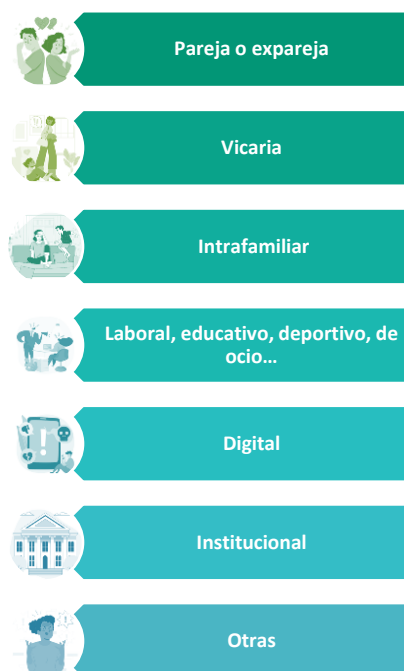 Pareja o expareja
Vicaria
Intrafamiliar
Laboral, educativo, deportivo, de
ocio...
Digital
Institucional
Otras